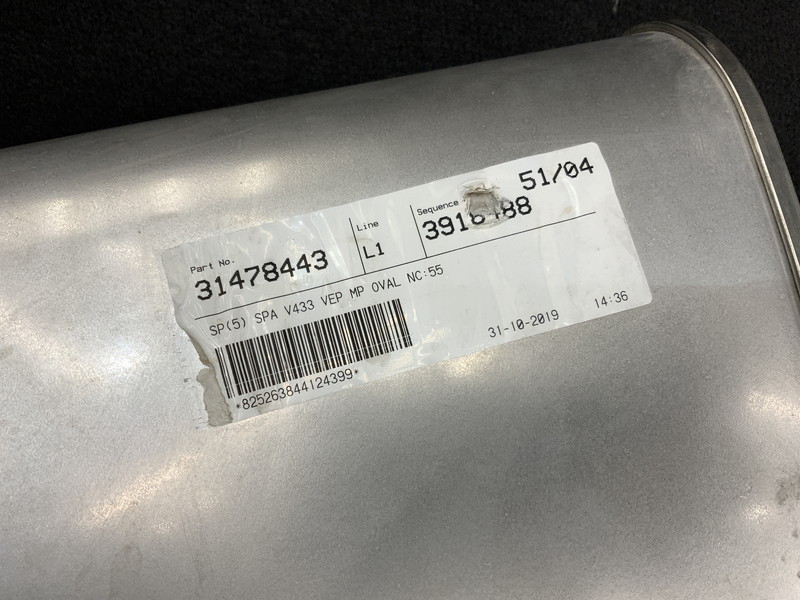 51/04
Part No. Line Sequence
31478443 L1
SP(5) SPA V433 VEP MP OVAL NC:55
31-10-2019 14:36
*825263844124399*